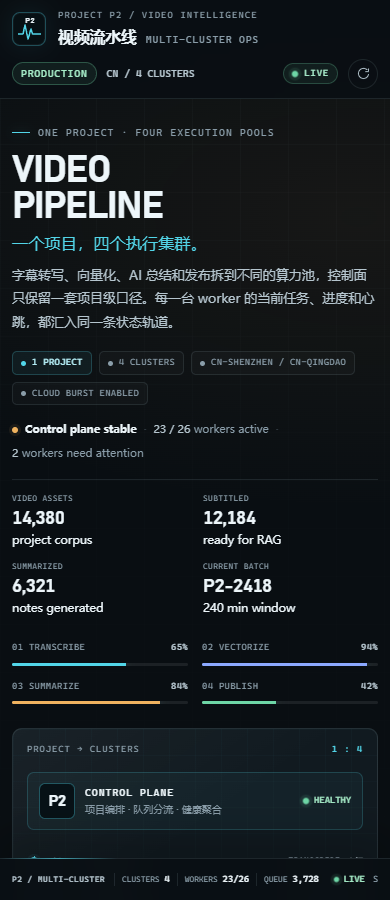 P2
PROJECT P2 / VIDEO INTELLIGENCE
视频流水线 MULTI-CLUSTER OPS
PRODUCTION CN / 4 CLUSTERS LIVE
ONE PROJECT · FOUR EXECUTION POOLS
VIDEO
PIPELINE
一个项目，四个执行集群。
字幕转写、向量化、AI 总结和发布拆到不同的算力池，控制面
只保留一套项目级口径。每一台 worker 的当前任务、进度和心
跳，都汇入同一条状态轨道。
1 PROJECT 4 CLUSTERS CN-SHENZHEN / CN-QINGDAO
CLOUD BURST ENABLED
Control plane stable · 23 / 26 workers active ·
2 workers need attention
VIDEO ASSETS SUBTITLED
14,380 12,184
project corpus ready for RAG
SUMMARIZED CURRENT BATCH
6,321 P2-2418
notes generated 240 min window
01 TRANSCRIBE 65% 02 VECTORIZE 94%
03 SUMMARIZE 84% 04 PUBLISH 42%
PROJECT → CLUSTERS 1 : 4
P2 CONTROL PLANE
项目编排 · 队列分流 · 健康聚合 HEALTHY
P2 / MULTI-CLUSTER CLUSTERS 4 WORKERS 23/26 QUEUE 3,728 LIVE S